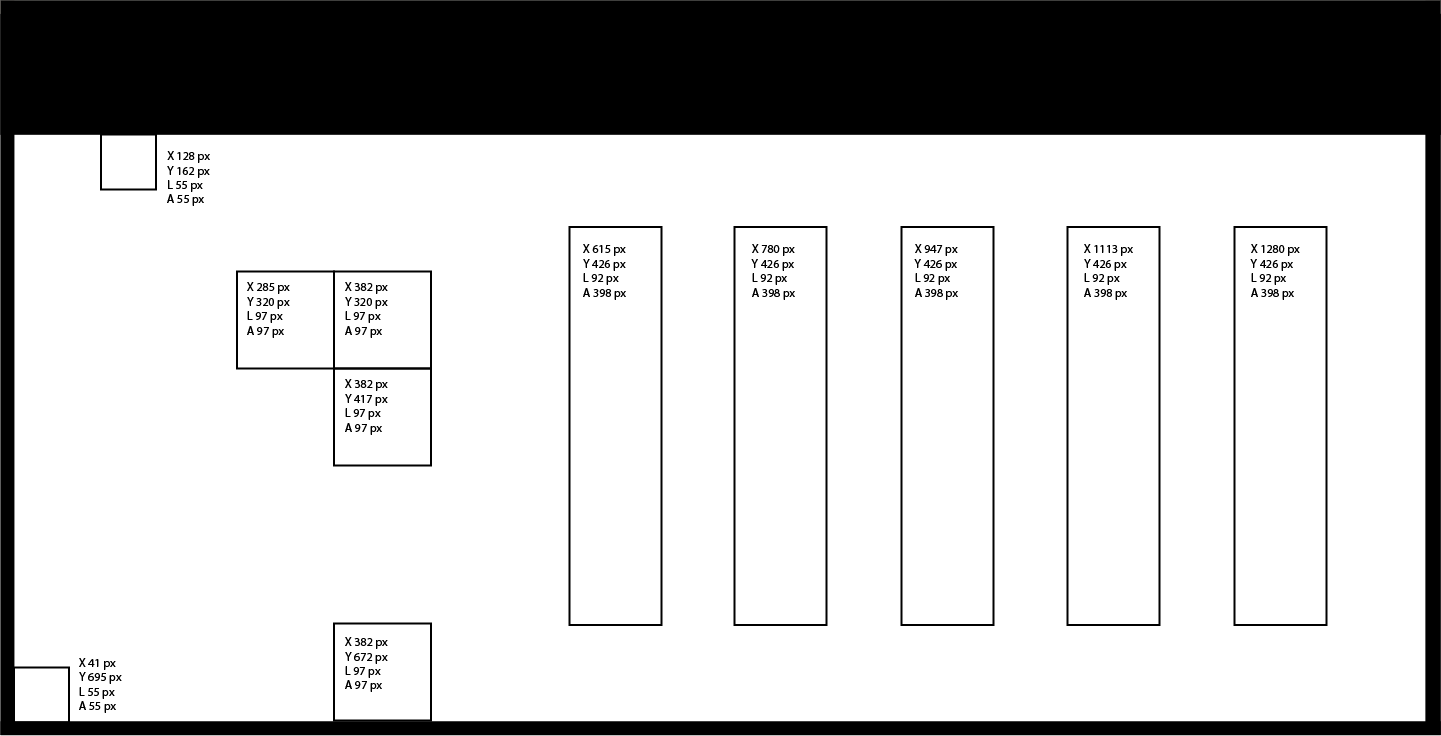 X 128 px
Y 162 px
L 55 px
A 55 px
X 285 px
Y 320 px
L 97 px
A 97 px
X 382 px
Y 320 px
L 97 px
A 97 px
X 382 px
Y 417 px
L 97 px
A 97 px
X 382 px
Y 672 px
L 97 px
A 97 px
X 41 px
Y 695 px
L 55 px
A 55 px
X 615 px
Y 426 px
L 92 px
A 398 px
X 780 px
Y 426 px
L 92 px
A 398 px
X 947 px
Y 426 px
L 92 px
A 398 px
X 1113 px
Y 426 px
L 92 px
A 398 px
X 1280 px
Y 426 px
L 92 px
A 398 px